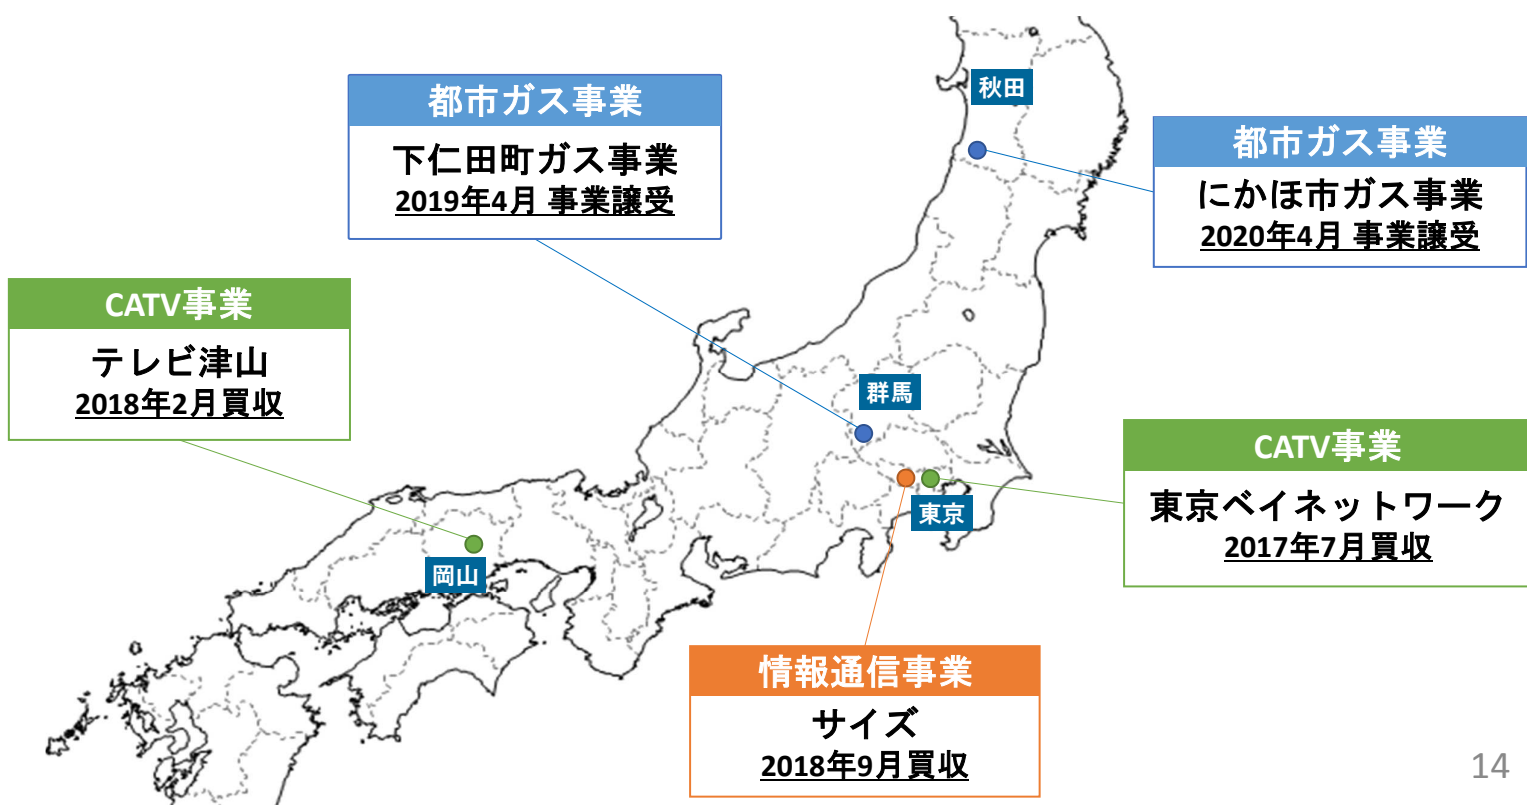 秋田
都市ガス事業
下仁田町ガス事業
2019年4月 事業譲受
都市ガス事業
にかほ市ガス事業
2020年4月 事業譲受
CATV事業
テレビ津山
2018年2月買収
群馬
CATV事業
東京ベイネットワーク
2017年7月買収
東京
岡山
情報通信事業
サイズ
2018年9月買収
14